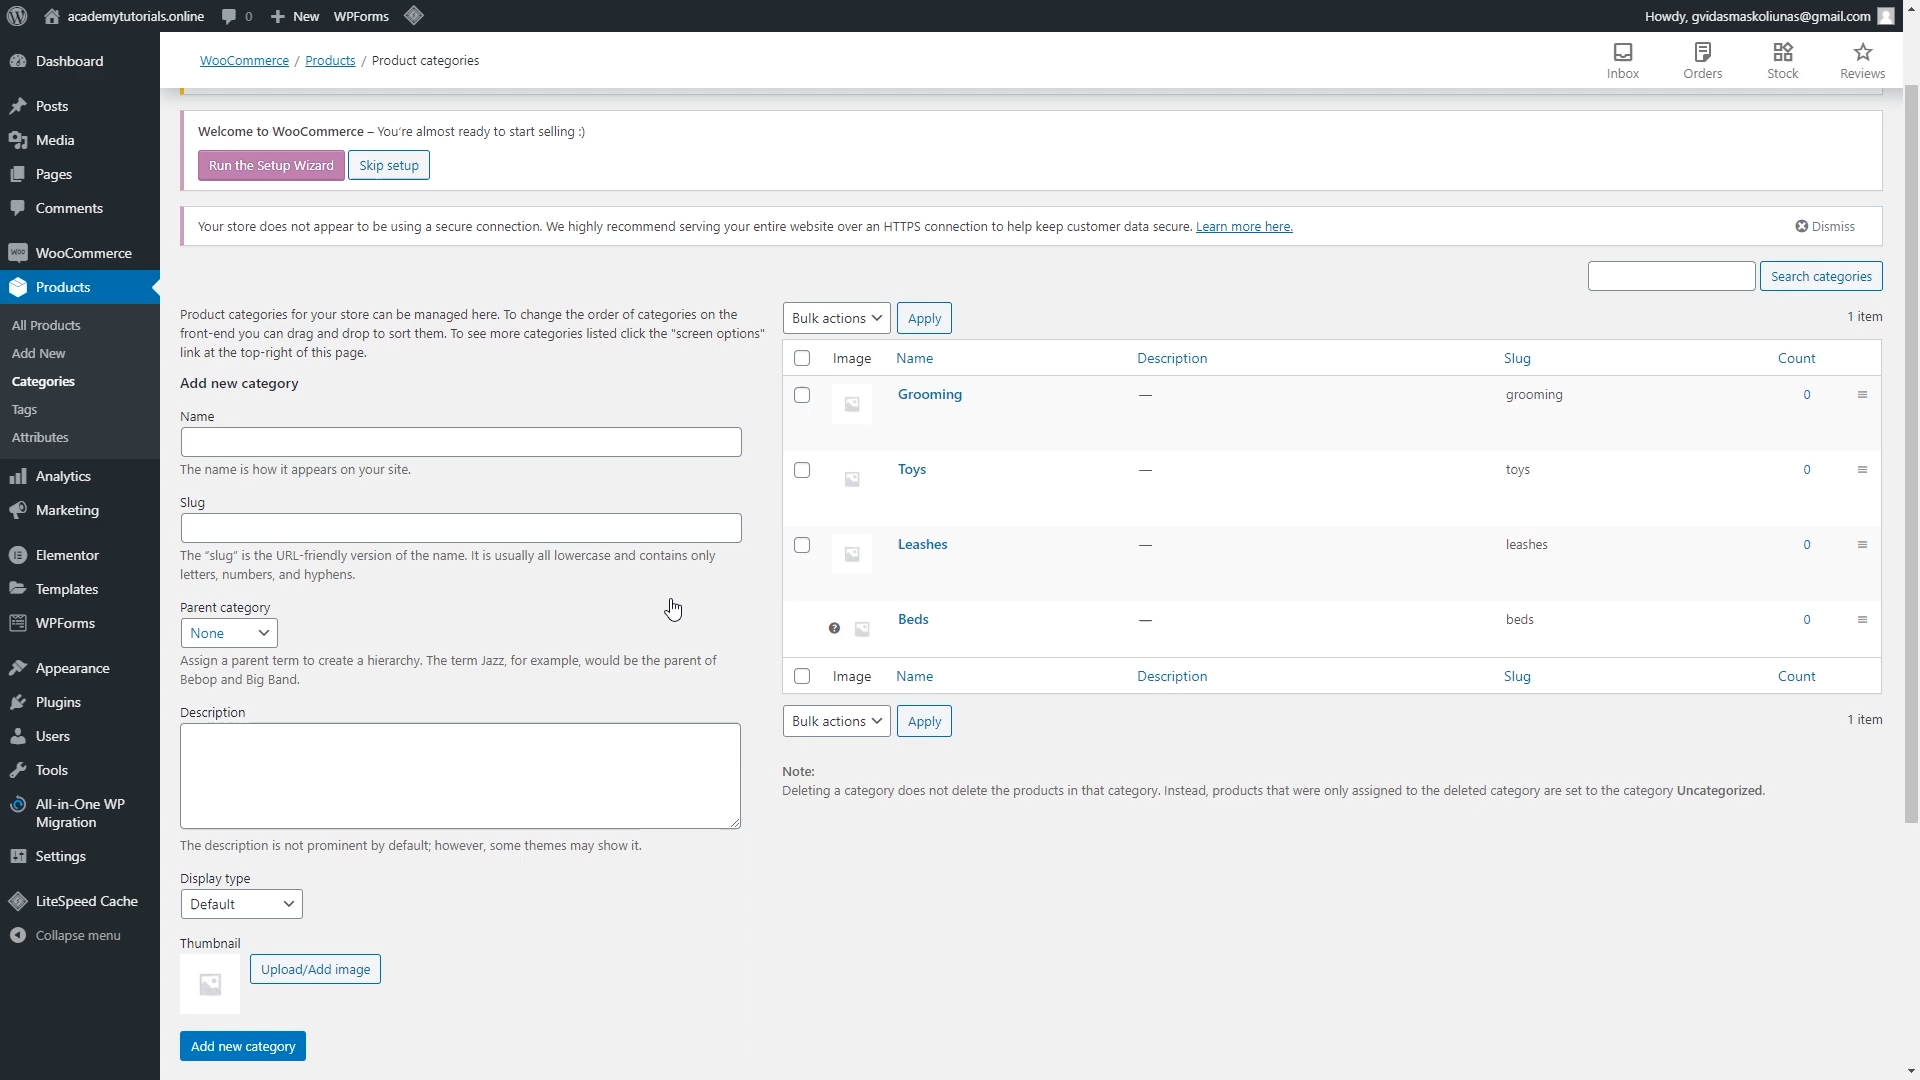 academytutorials.online 0 New WPForms Howdy, gvidasmaskoliunas@gmail.com
Dashboard
Posts
Media
Pages
Comments
WooCommerce
Products
All Products
Add New
Categories
Tags
Attributes
Analytics
Marketing
Elementor
Templates
WPForms
Appearance
Plugins
Users
Tools
All-in-One WP
Migration
Settings
LiteSpeed Cache
Collapse menu
WooCommerce / Products / Product categories
Inbox Orders Stock Reviews
Welcome to WooCommerce – You're almost ready to start selling :)
Run the Setup Wizard Skip setup
Your store does not appear to be using a secure connection. We highly recommend serving your entire website over an HTTPS connection to help keep customer data secure. Learn more here. Dismiss
Search categories
Product categories for your store can be managed here. To change the order of categories on the
front-end you can drag and drop to sort them. To see more categories listed click the "screen options"
link at the top-right of this page.
Add new category
Name
The name is how it appears on your site.
Slug
The “slug” is the URL-friendly version of the name. It is usually all lowercase and contains only
letters, numbers, and hyphens.
Parent category
None
Assign a parent term to create a hierarchy. The term Jazz, for example, would be the parent of
Bebop and Big Band.
Description
The description is not prominent by default; however, some themes may show it.
Display type
Default
Thumbnail
Upload/Add image
Add new category
Bulk actions Apply 1 item
Image Name Description Slug Count
Grooming — grooming 0
Toys — toys 0
Leashes — leashes 0
? Beds — beds 0
Image Name Description Slug Count
Bulk actions Apply 1 item
Note:
Deleting a category does not delete the products in that category. Instead, products that were only assigned to the deleted category are set to the category Uncategorized.